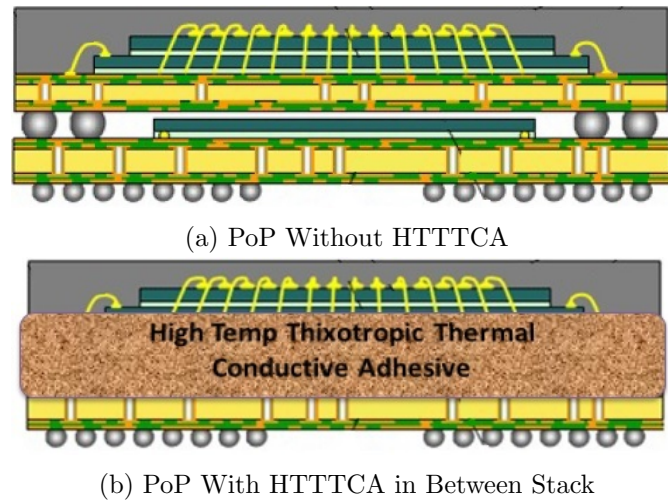 (a) PoP Without HTTTCA
High Temp Thixotropic Thermal
Conductive Adhesive
(b) PoP With HTTTCA in Between Stack